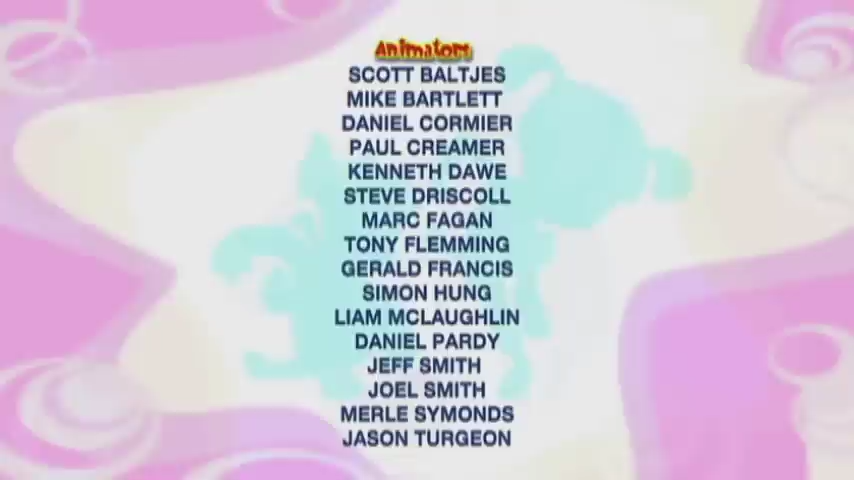 Animators
SCOTT BALTJES
MIKE BARTLETT
DANIEL CORMIER
PAUL CREAMER
KENNETH DAWE
STEVE DRISCOLL
MARC FAGAN
TONY FLEMMING
GERALD FRANCIS
SIMON HUNG
LIAM MCLAUGHLIN
DANIEL PARDY
JEFF SMITH
JOEL SMITH
MERLE SYMONDS
JASON TURGEON